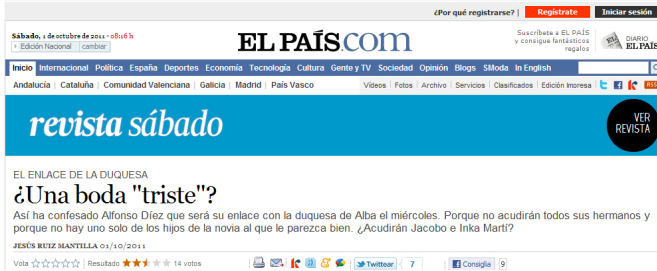 ¿Por qué registrarse? | Regístrate Iniciar sesión
Sábado, 1 de octubre de 2011 - 08:16 h
Edición Nacional cambiar
EL PAÍS.com
Suscríbete a EL PAÍS
y consigue fantásticos
regalos
DIARIO
EL PAÍS
Inicio Internacional Política España Deportes Economía Tecnología Cultura Gente y TV Sociedad Opinión Blogs SModa In English
Andalucía | Cataluña | Comunidad Valenciana | Galicia | Madrid | País Vasco
Vídeos | Fotos | Archivo | Servicios | Clasificados | Edición Impresa | RSS
revista sábado
VER
REVISTA
EL ENLACE DE LA DUQUESA
¿Una boda "triste"?
Así ha confesado Alfonso Díez que será su enlace con la duquesa de Alba el miércoles. Porque no acudirán todos sus hermanos y
porque no hay uno solo de los hijos de la novia al que le parezca bien. ¿Acudirán Jacobo e Inka Martí?
JESÚS RUIZ MANTILLA 01/10/2011
Vota | Resultado 14 votos
Twittear 7
Consiglia 9